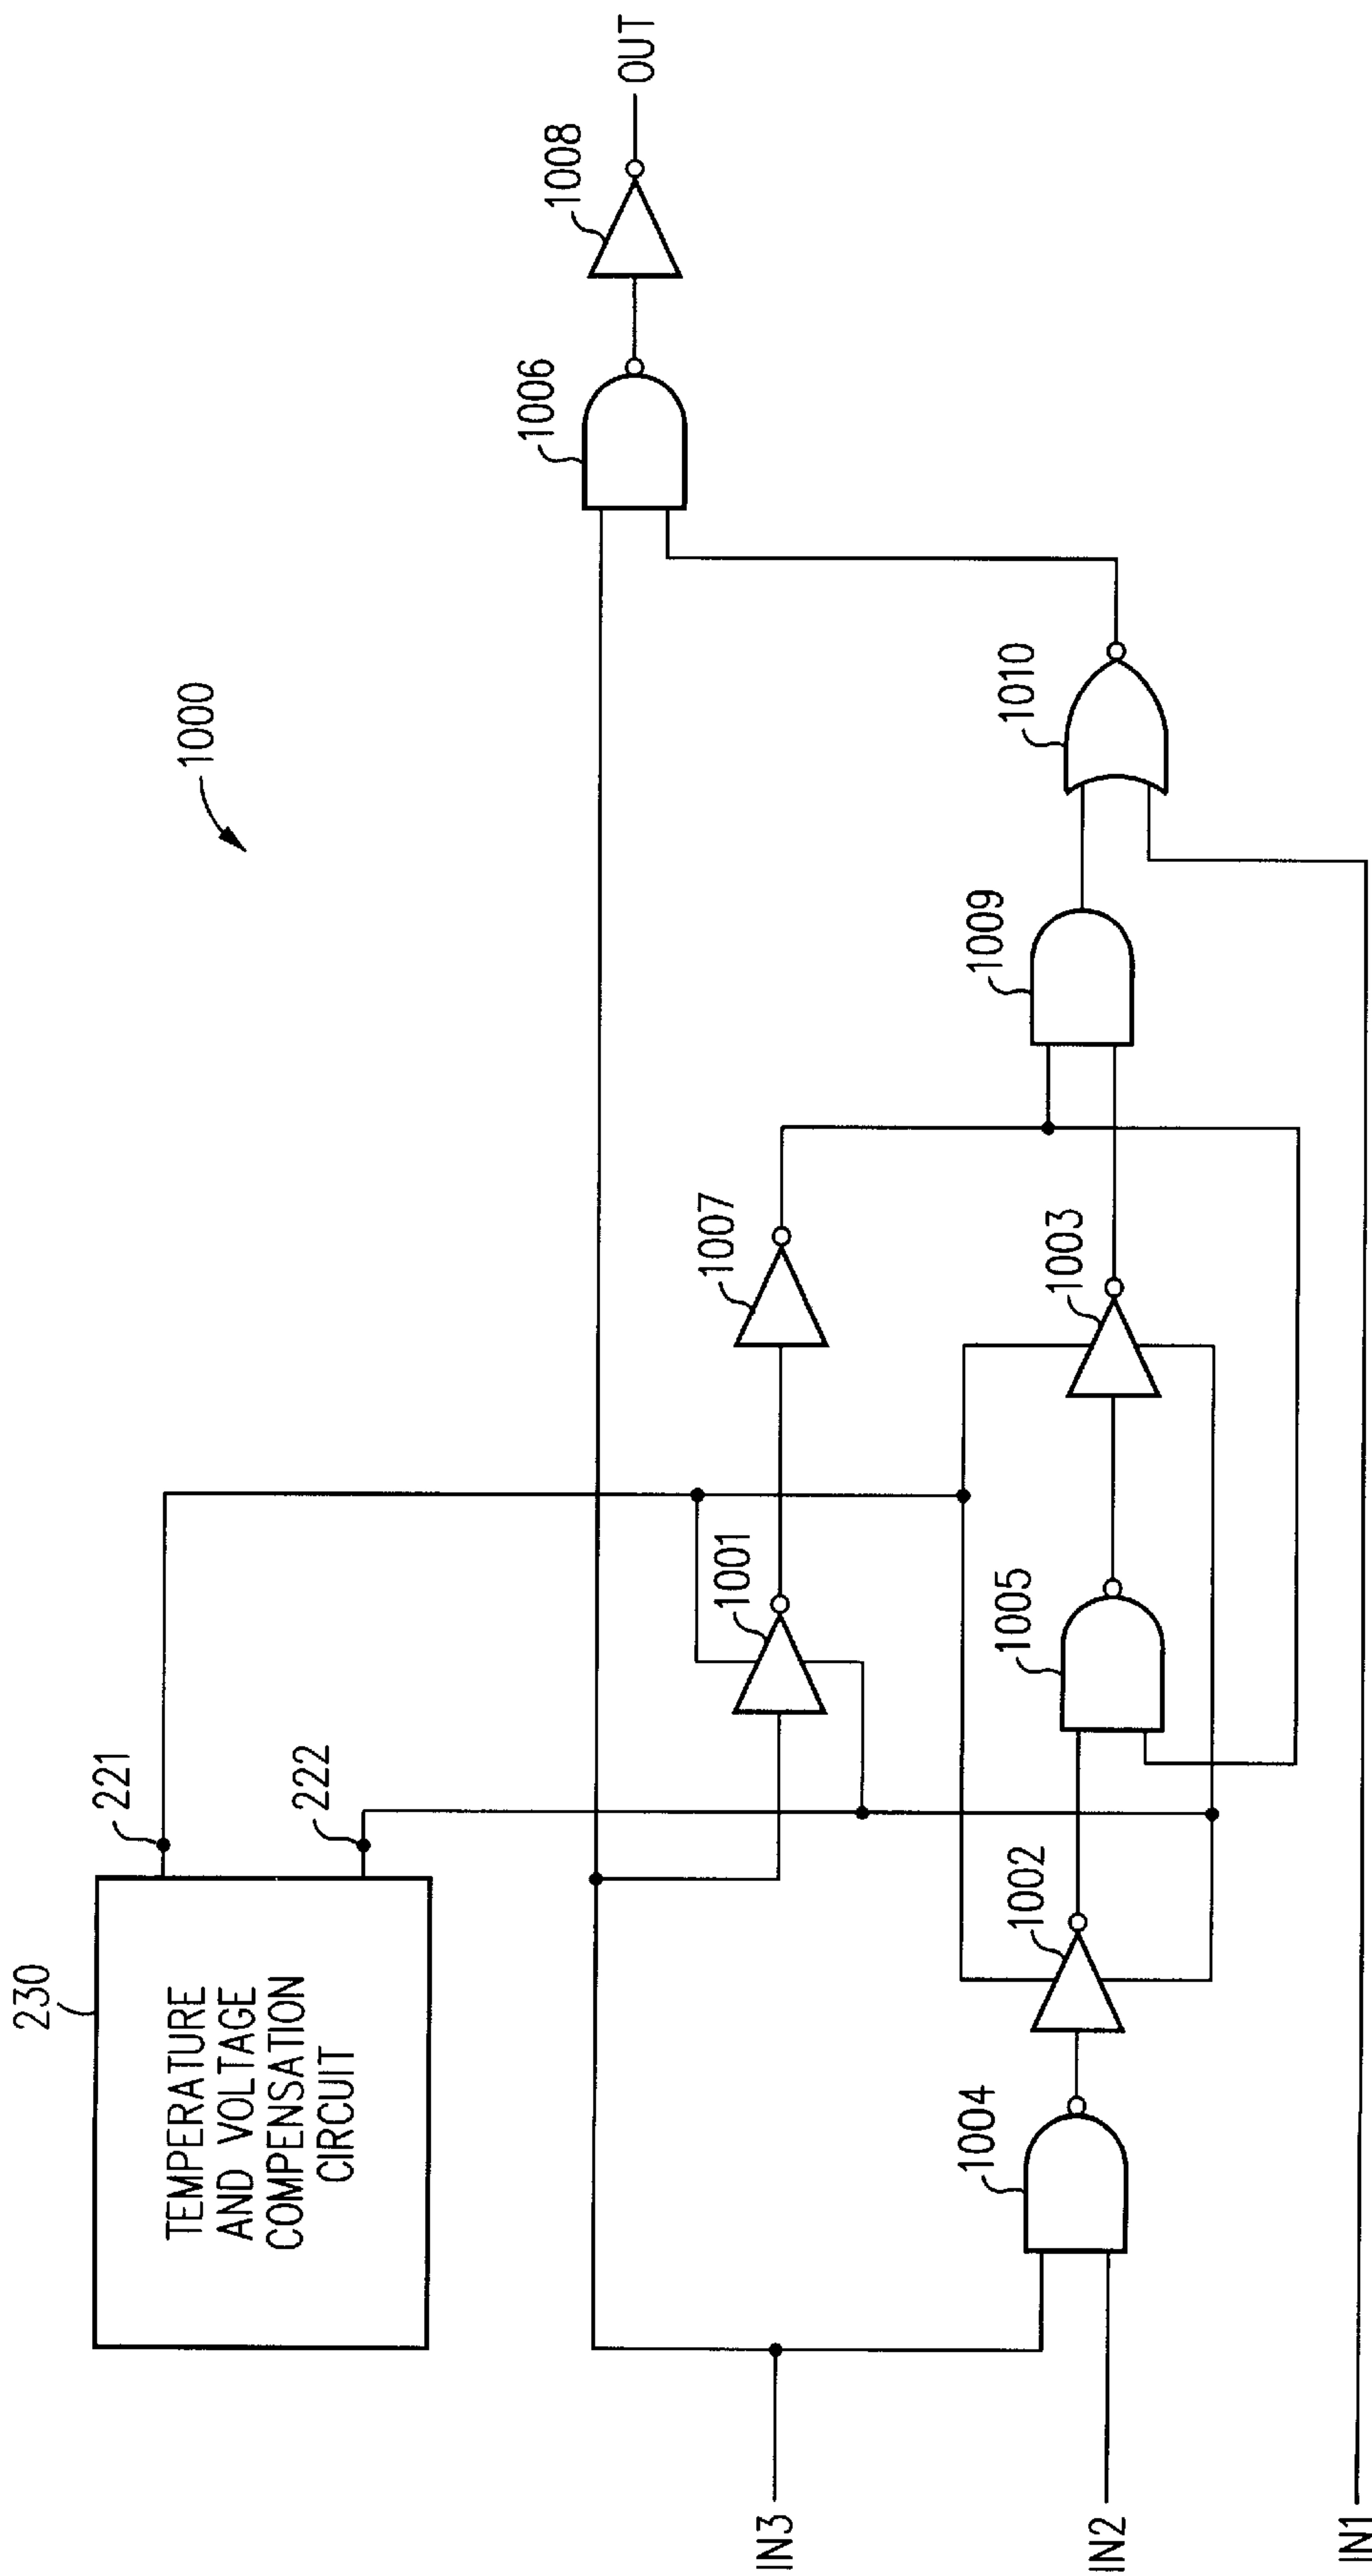 1000
230
TEMPERATURE
AND VOLTAGE
COMPENSATION
CIRCUIT
221
222
1006
1008
OUT
1001
1007
IN3
1004
1002
1005
1003
1009
1010
IN2
IN1